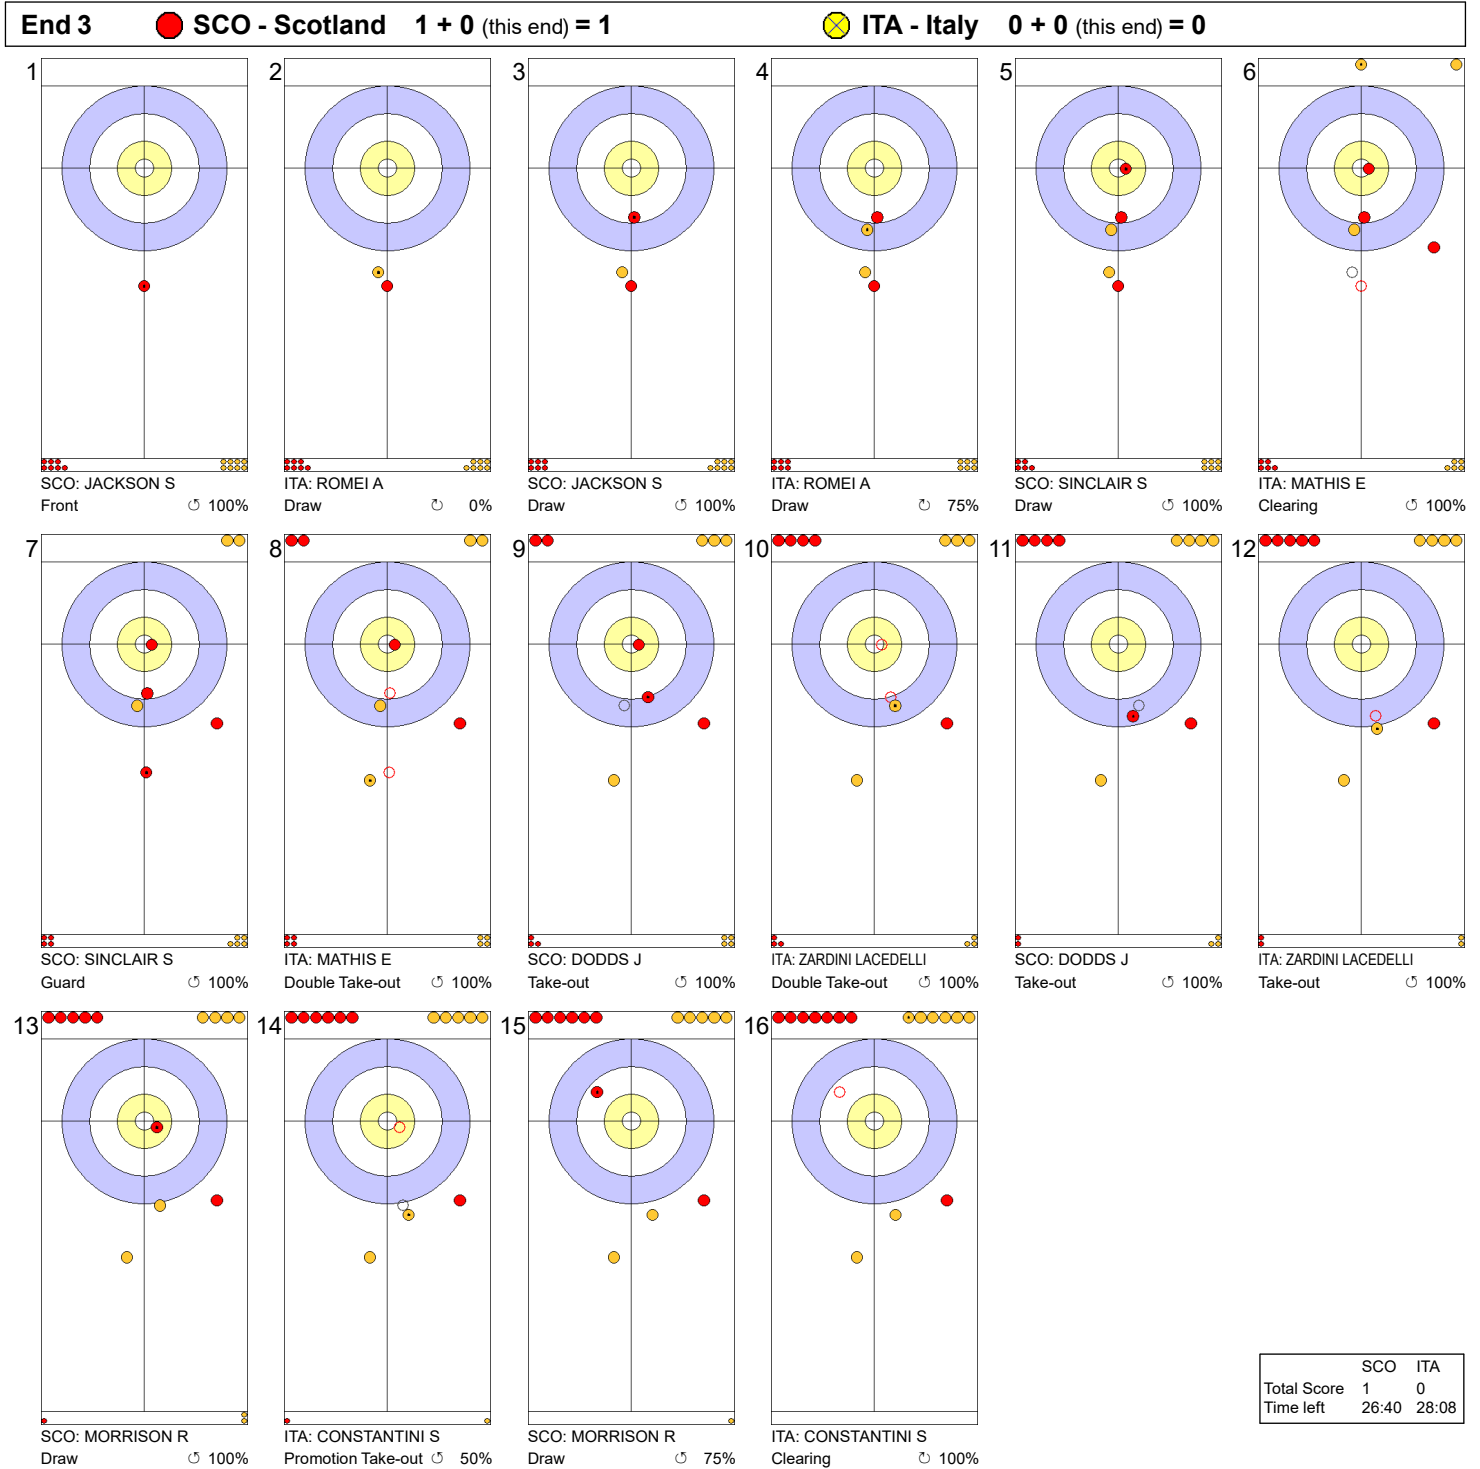 End 3 SCO - Scotland 1 + 0 (this end) = 1 ITA - Italy 0 + 0 (this end) = 0
1 2 3 4 5 6
SCO: JACKSON S ITA: ROMEI A SCO: JACKSON S ITA: ROMEI A SCO: SINCLAIR S ITA: MATHIS E
Front ↺ 100% Draw ↻ 0% Draw ↺ 100% Draw ↻ 75% Draw ↺ 100% Clearing ↺ 100%
7 8 9 10 11 12
SCO: SINCLAIR S ITA: MATHIS E SCO: DODDS J ITA: ZARDINI LACEDELLI SCO: DODDS J ITA: ZARDINI LACEDELLI
Guard ↺ 100% Double Take-out ↺ 100% Take-out ↺ 100% Double Take-out ↺ 100% Take-out ↺ 100% Take-out ↺ 100%
13 14 15 16
SCO: MORRISON R ITA: CONSTANTINI S SCO: MORRISON R ITA: CONSTANTINI S
Draw ↺ 100% Promotion Take-out ↺ 50% Draw ↺ 75% Clearing ↺ 100%
SCO ITA
Total Score 1 0
Time left 26:40 28:08